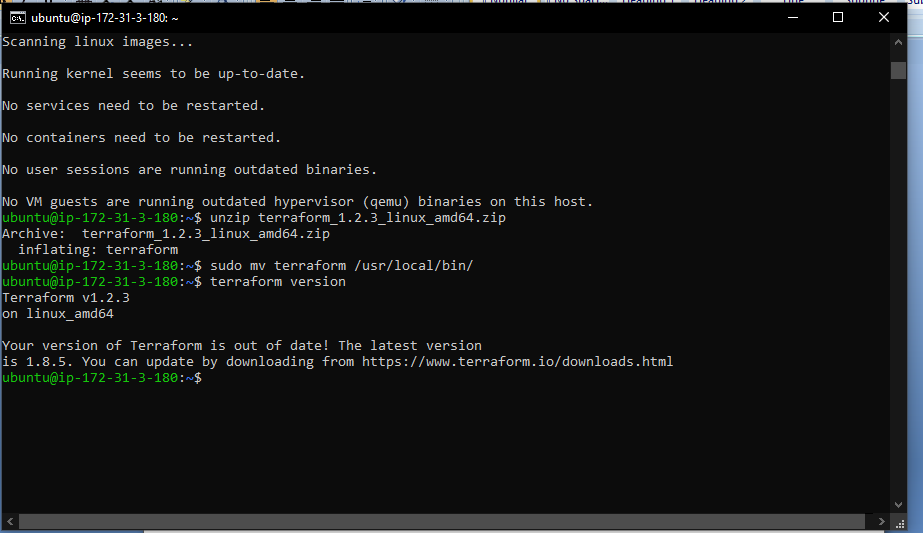 ubuntu@ip-172-31-3-180: ~
Scanning linux images...
Running kernel seems to be up-to-date.
No services need to be restarted.
No containers need to be restarted.
No user sessions are running outdated binaries.
No VM guests are running outdated hypervisor (qemu) binaries on this host.
ubuntu@ip-172-31-3-180:~$ unzip terraform_1.2.3_linux_amd64.zip
Archive:  terraform_1.2.3_linux_amd64.zip
  inflating: terraform
ubuntu@ip-172-31-3-180:~$ sudo mv terraform /usr/local/bin/
ubuntu@ip-172-31-3-180:~$ terraform version
Terraform v1.2.3
on linux_amd64
Your version of Terraform is out of date! The latest version
is 1.8.5. You can update by downloading from https://www.terraform.io/downloads.html
ubuntu@ip-172-31-3-180:~$